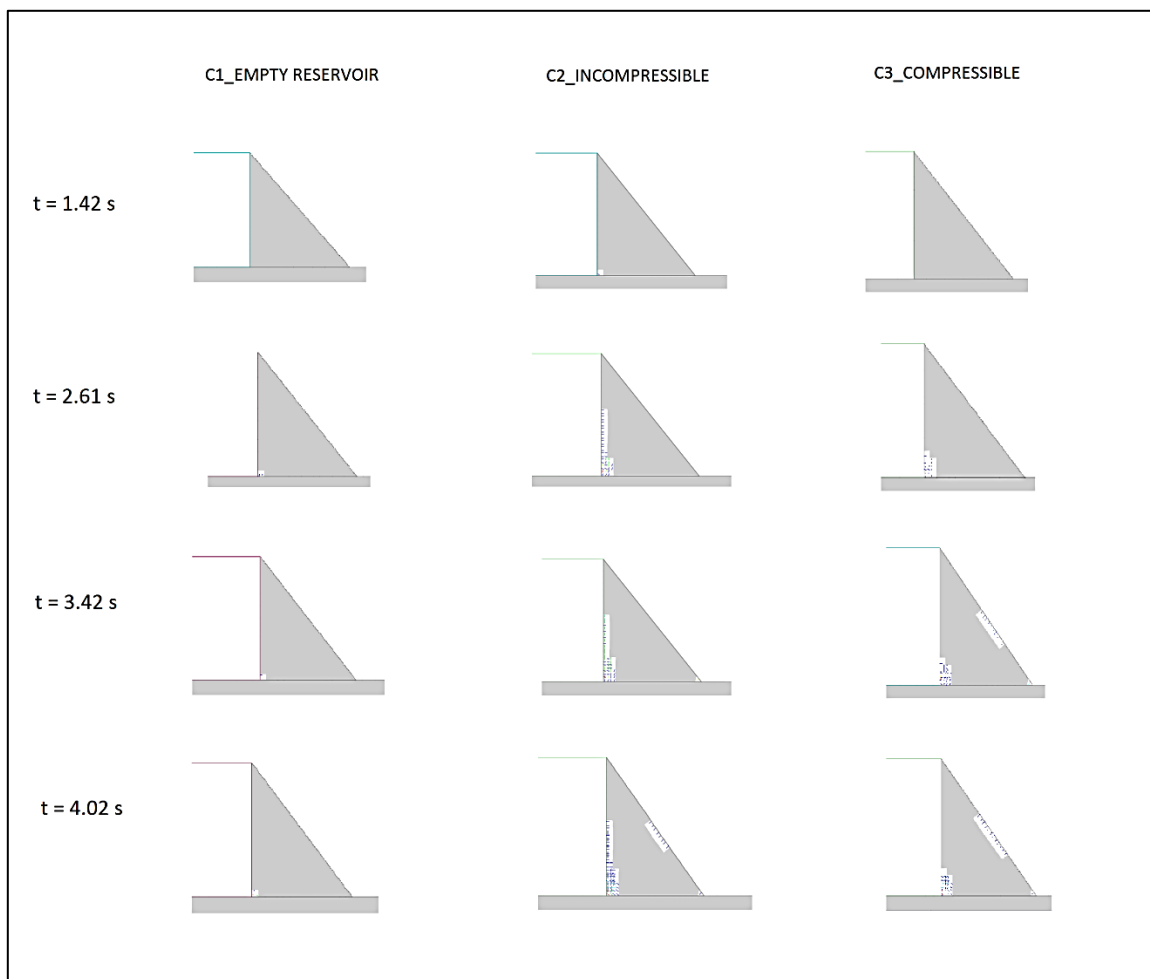 C1_EMPTY RESERVOIR
C2_INCOMPRESSIBLE
C3_COMPRESSIBLE
t = 1.42 s
t = 2.61 s
t = 3.42 s
t = 4.02 s